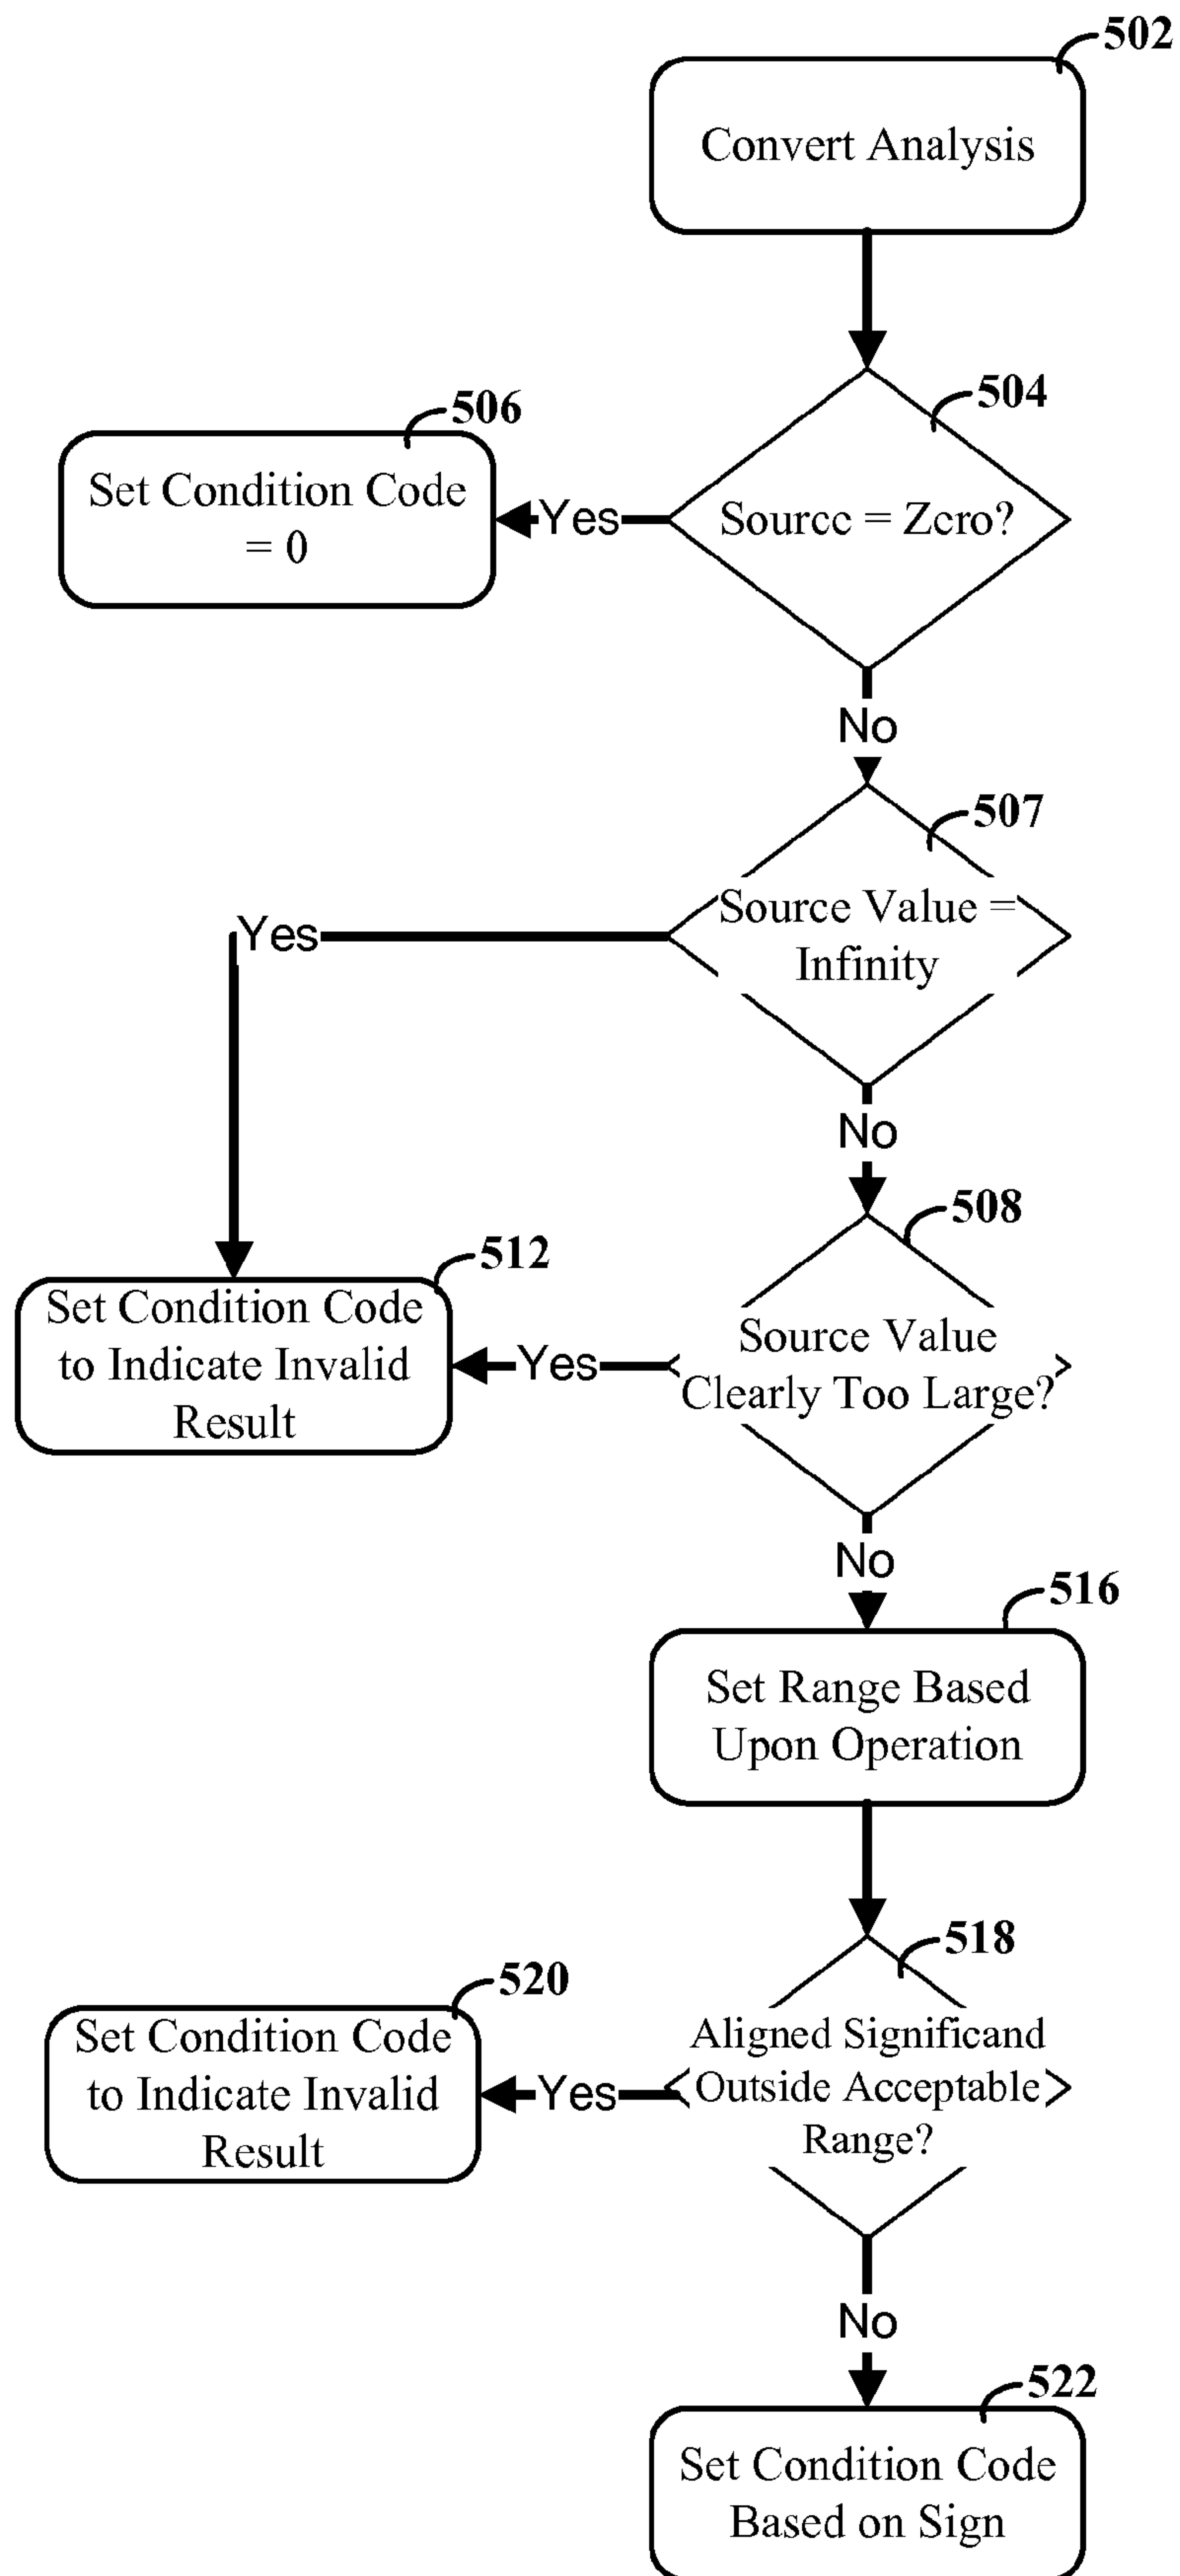 502
Convert Analysis
504
506
Set Condition Code
= 0
Yes
Source = Zero?
No
507
Source Value =
Infinity
Yes
No
508
512
Set Condition Code
to Indicate Invalid
Result
Yes
Source Value
Clearly Too Large?
No
516
Set Range Based
Upon Operation
518
520
Set Condition Code
to Indicate Invalid
Result
Yes
Aligned Significand
Outside Acceptable
Range?
No
522
Set Condition Code
Based on Sign